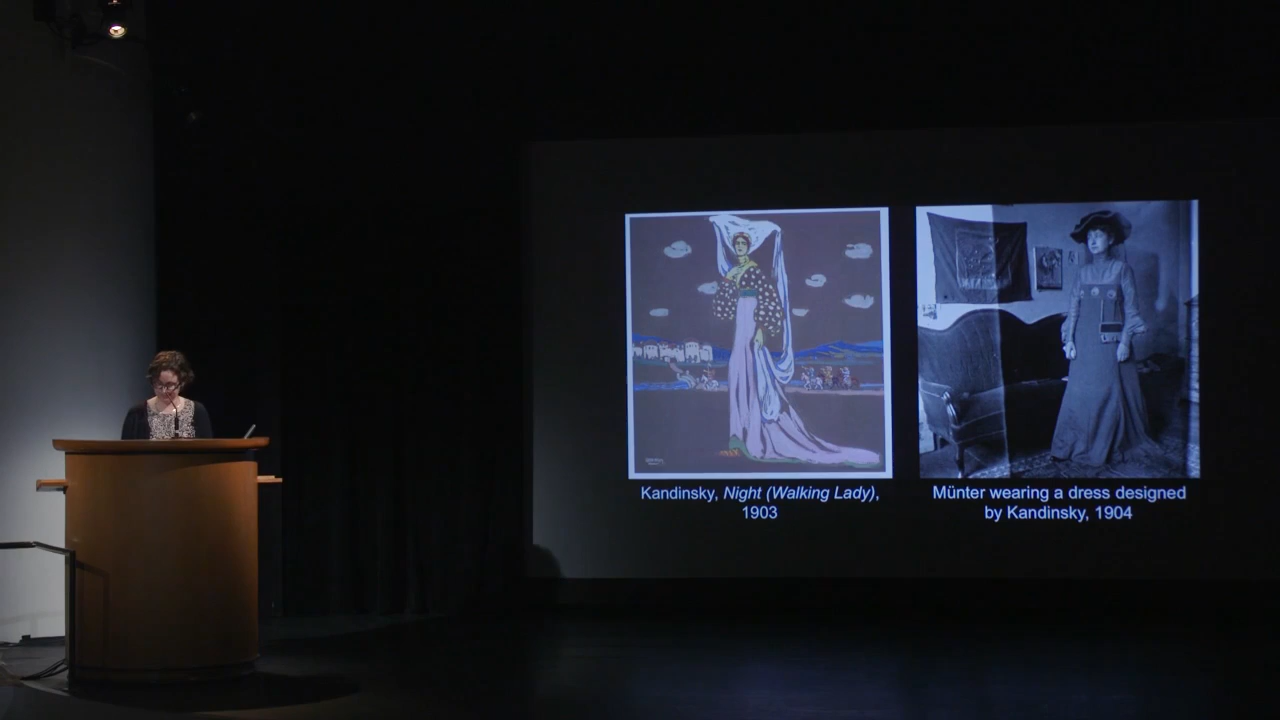 Kandinsky, Night (Walking Lady),
1903
Münter wearing a dress designed
by Kandinsky, 1904